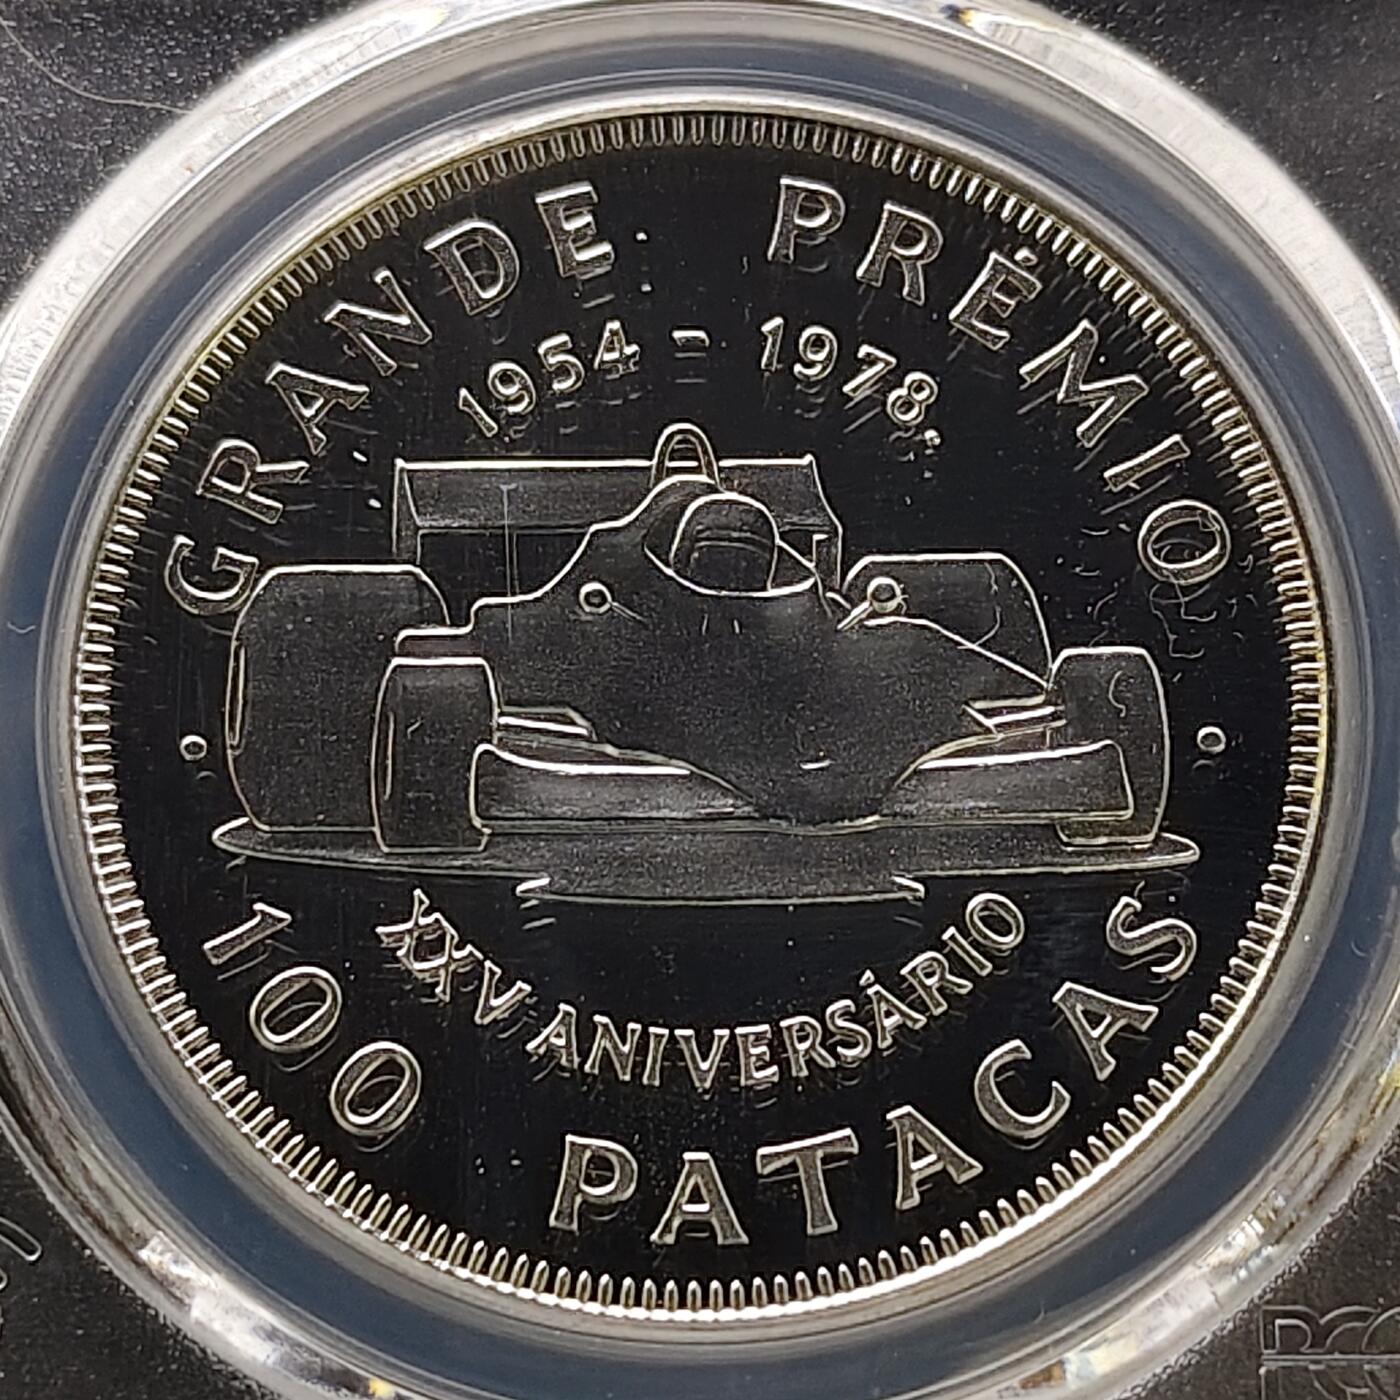 GRANDE PRÉMIO
1954 - 1978
XXV ANIVERSÁRIO
100 PATACAS